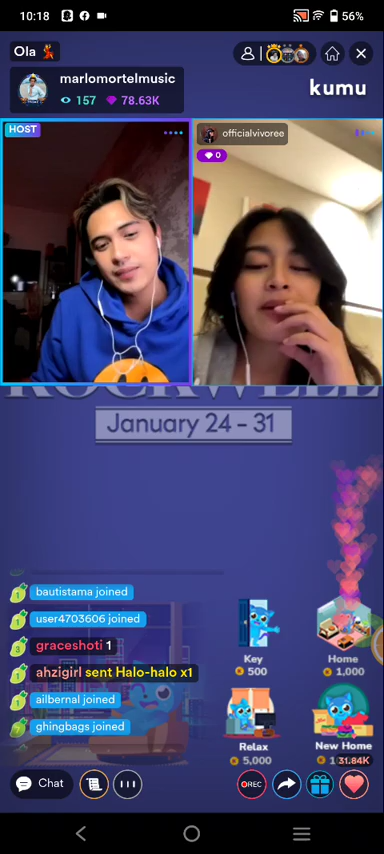 10:18
56%
Ola
marlomortelmusic
157 78.63K
kumu
HOST
officialvivoree
0
ROCKWELL
January 24 - 31
bautistama joined
user4703606 joined
graceshoti 1
ahzigirl sent Halo-halo x1
ailbernal joined
ghingbags joined
Key
500
Home
1,000
Relax
5,000
New Home
31.84K
Chat
REC